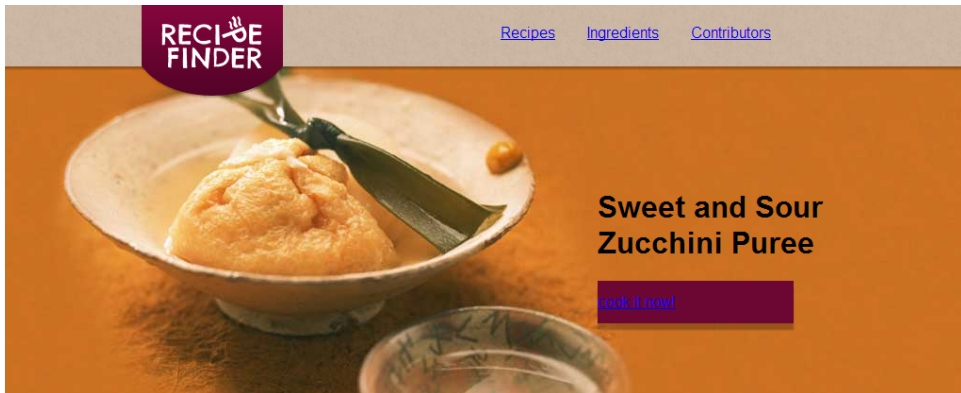 RECIPE
FINDER
Recipes Ingredients Contributors
Sweet and Sour
Zucchini Puree
cook it now!